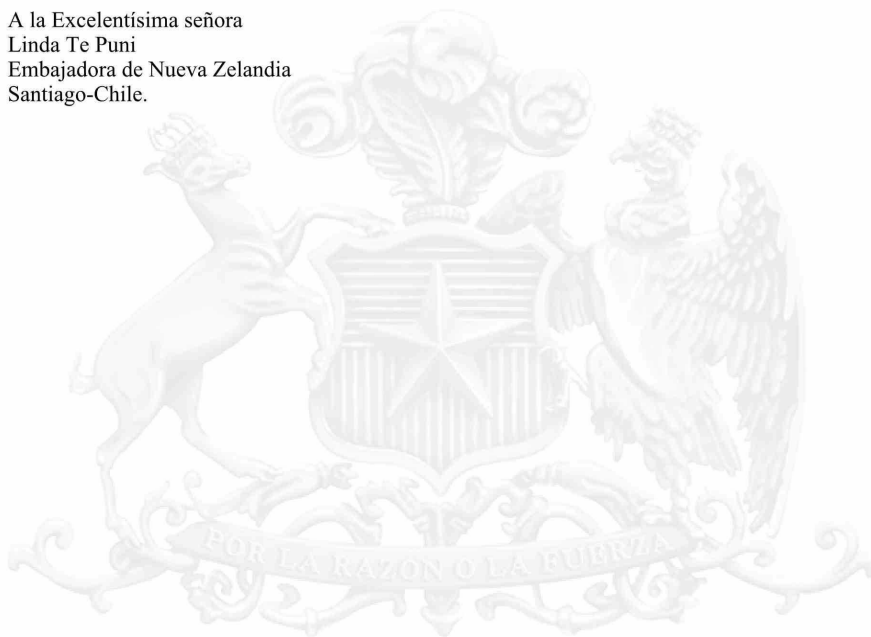 A la Excelentísima señora
Linda Te Puni
Embajadora de Nueva Zelandia
Santiago-Chile.
POR LA RAZON O LA FUERZA